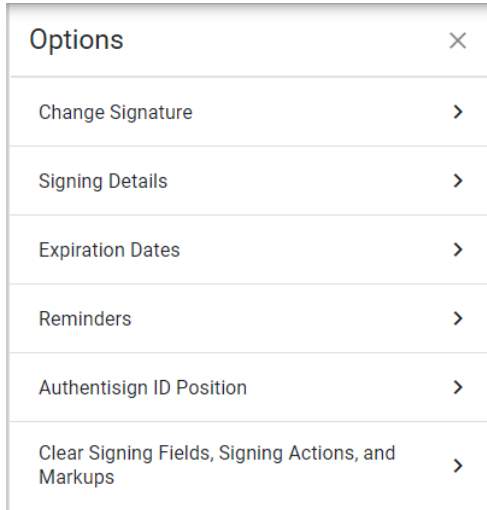 Options
Change Signature
Signing Details
Expiration Dates
Reminders
Authentisign ID Position
Clear Signing Fields, Signing Actions, and
Markups